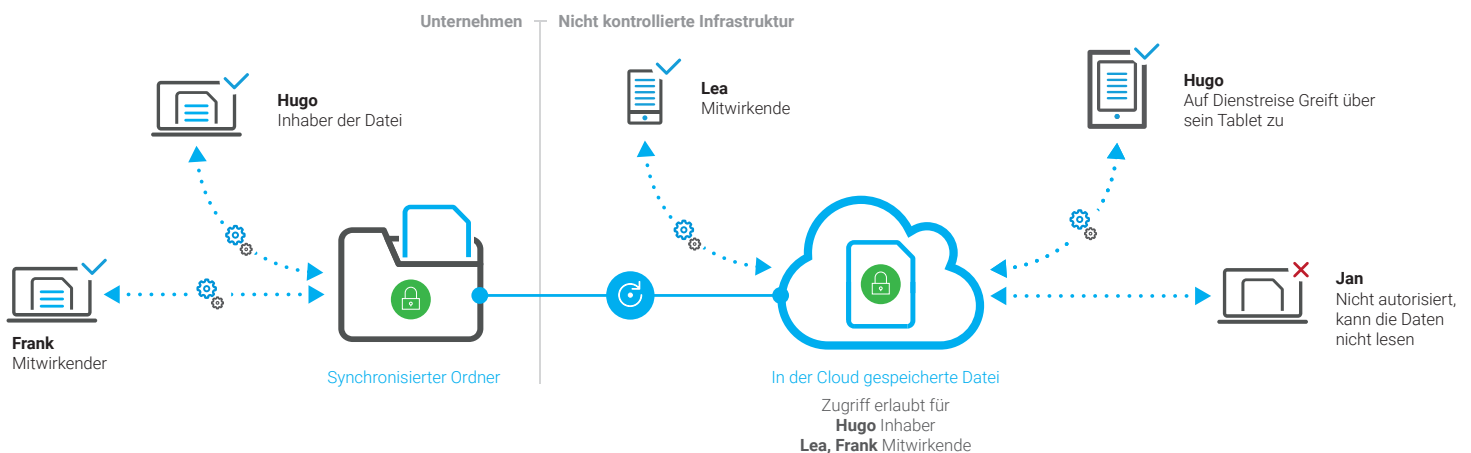 Unternehmen
Nicht kontrollierte Infrastruktur
Hugo
Inhaber der Datei
Lea
Mitwirkende
Hugo
Auf Dienstreise Greift über
sein Tablet zu
Frank
Mitwirkender
Jan
Nicht autorisiert,
kann die Daten
nicht lesen
Synchronisierter Ordner
In der Cloud gespeicherte Datei
Zugriff erlaubt für
Hugo Inhaber
Lea, Frank Mitwirkende